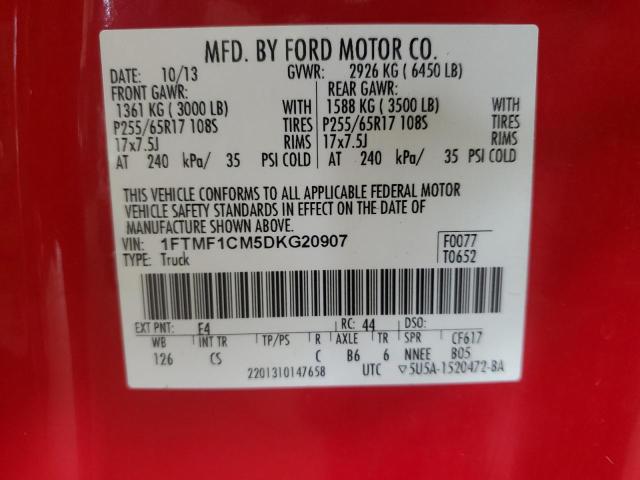 MFD. BY FORD MOTOR CO.
DATE: 10/13 GVWR: 2926 KG ( 6450 LB)
FRONT GAWR: REAR GAWR:
1361 KG ( 3000 LB) WITH 1588 KG ( 3500 LB) WITH
P255/65R17 108S TIRES P255/65R17 108S TIRES
17x7.5J RIMS 17x7.5J RIMS
AT 240 kPa/ 35 PSI COLD AT 240 kPa/ 35 PSI COLD
THIS VEHICLE CONFORMS TO ALL APPLICABLE FEDERAL MOTOR
VEHICLE SAFETY STANDARDS IN EFFECT ON THE DATE OF
MANUFACTURE SHOWN ABOVE.
VIN: 1FTMF1CM5DKG20907 F0077
TYPE: Truck T0652
EXT PNT: E4 RC: 44 DSO:
WB INT TR TP/PS R AXLE TR SPR CF617
126 CS C B6 6 NNEE B05
2201310147658 UTC ▽5U5A-1520472-BA